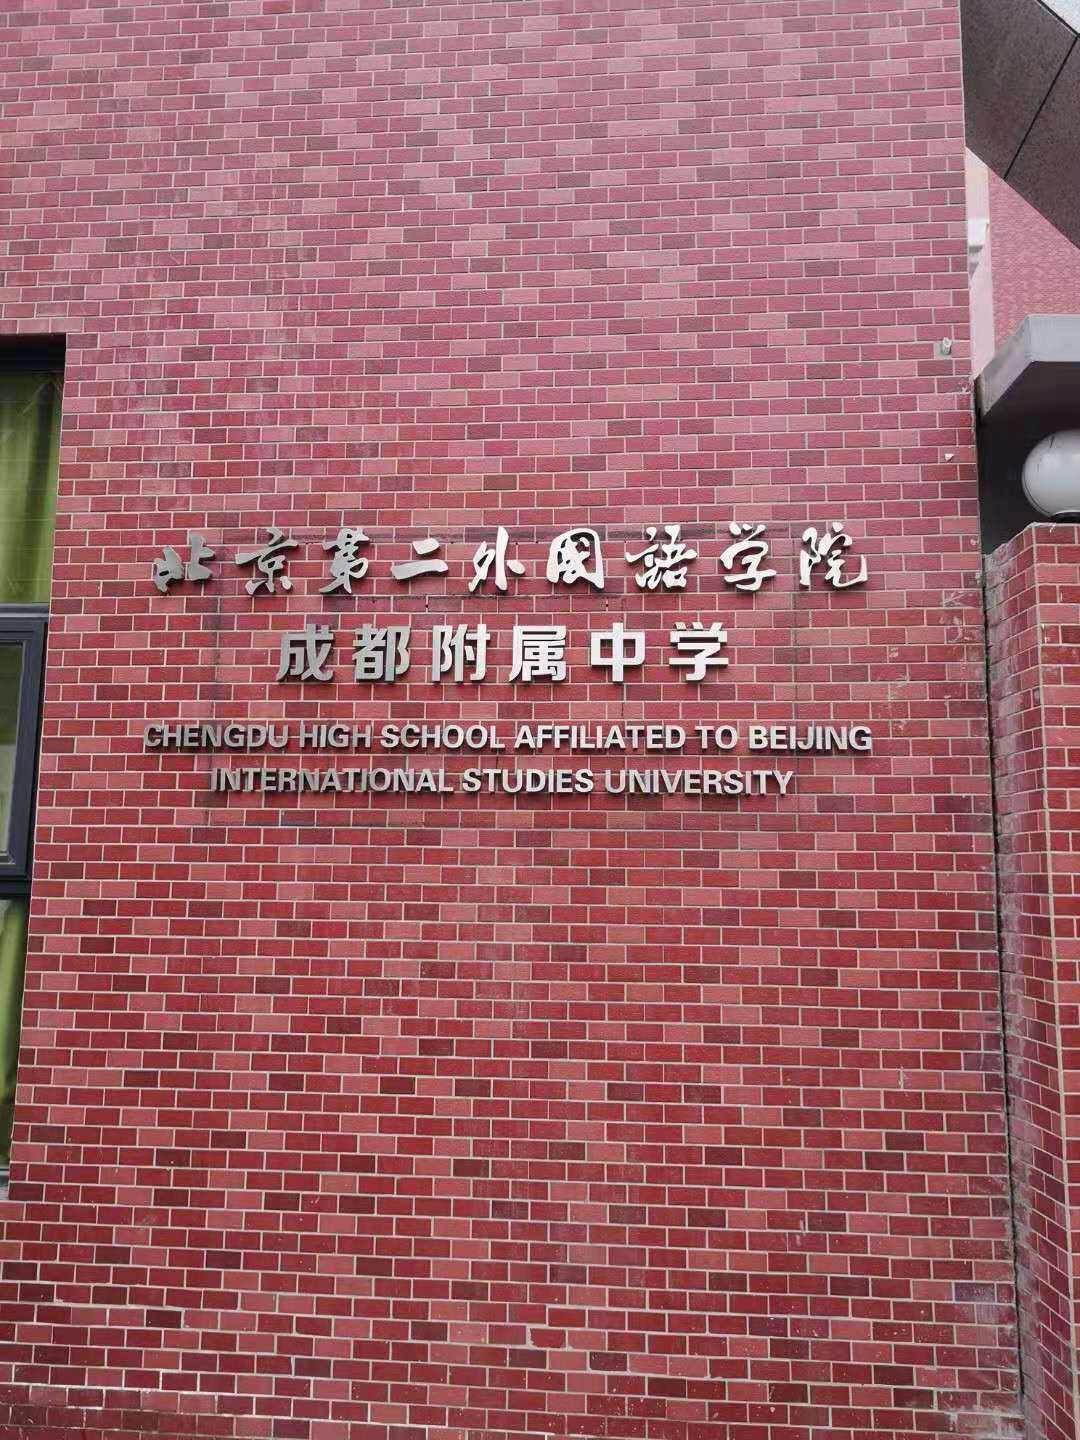 北京第二外国語学院
成都附属中学
CHENGDU HIGH SCHOOL AFFILIATED TO BEIJING
INTERNATIONAL STUDIES UNIVERSITY